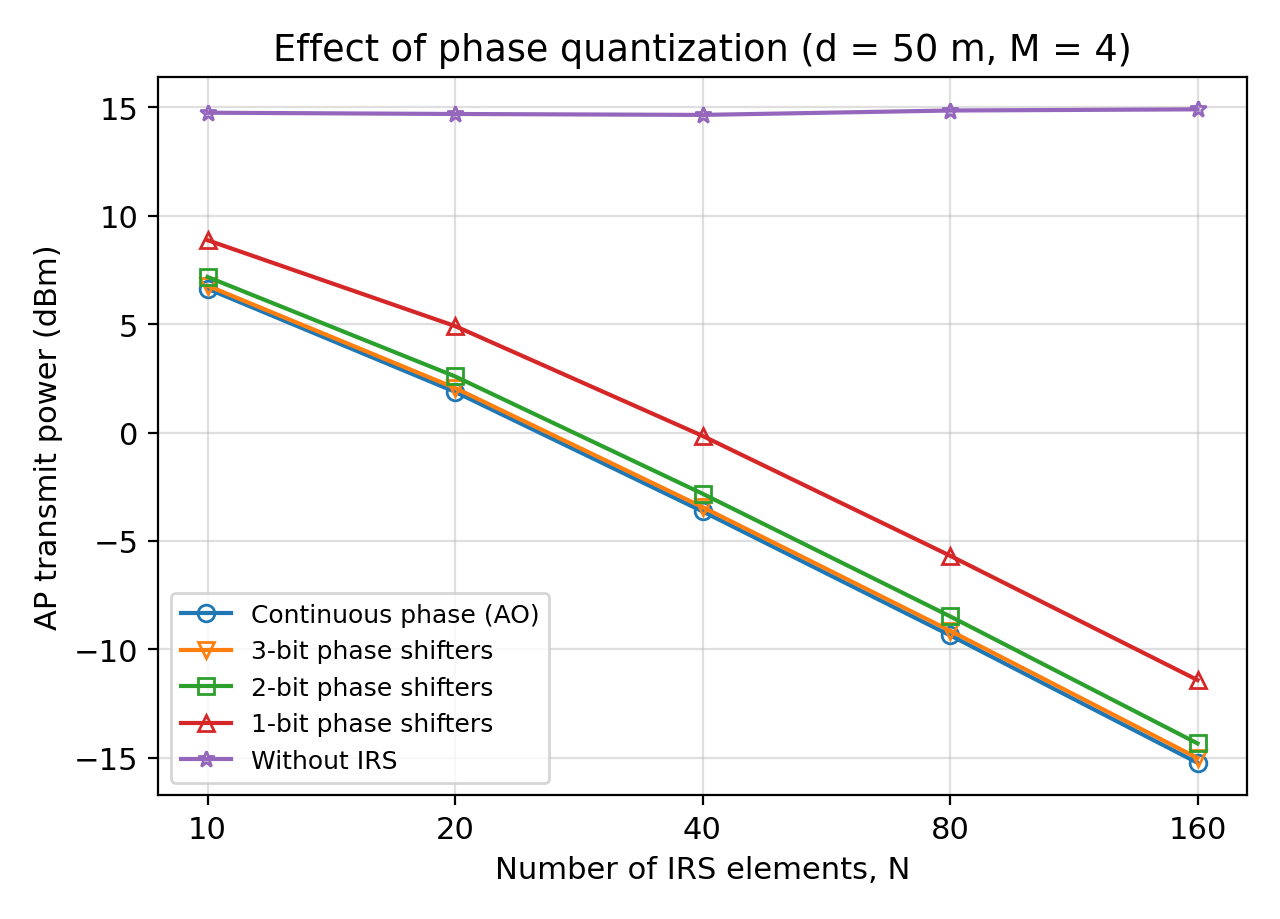 Effect of phase quantization (d = 50 m, M = 4)
AP transmit power (dBm)
15
10
5
0
−5
−10
−15
Continuous phase (AO)
3-bit phase shifters
2-bit phase shifters
1-bit phase shifters
Without IRS
10 20 40 80 160
Number of IRS elements, N